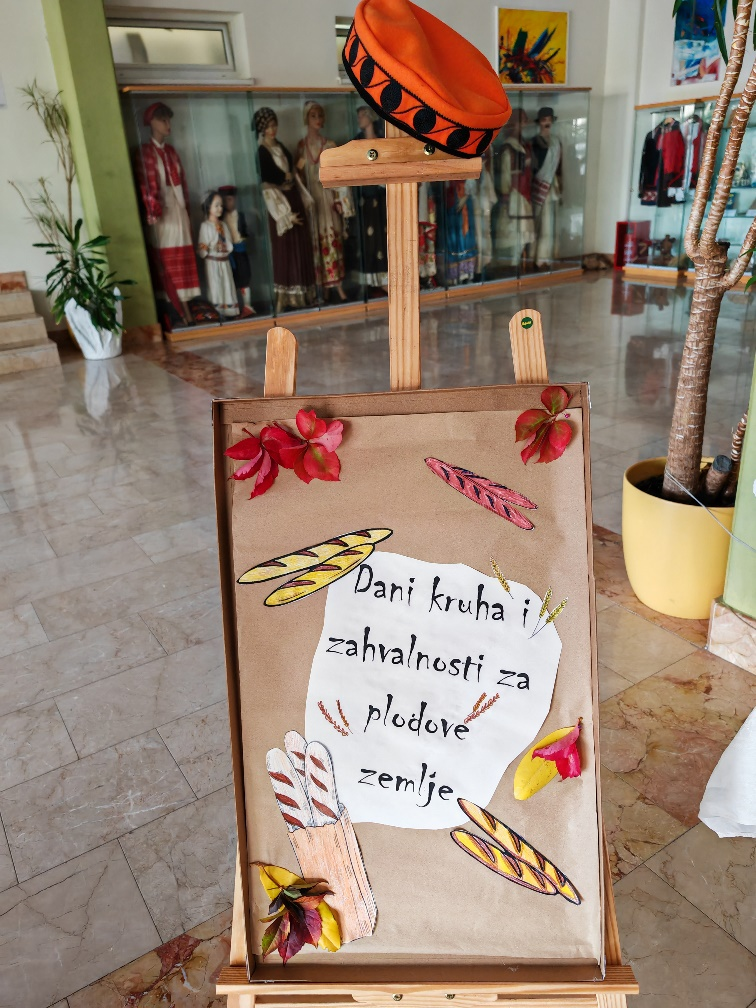 Dani kruha i
zahvalnosti za
plodove
zemlje